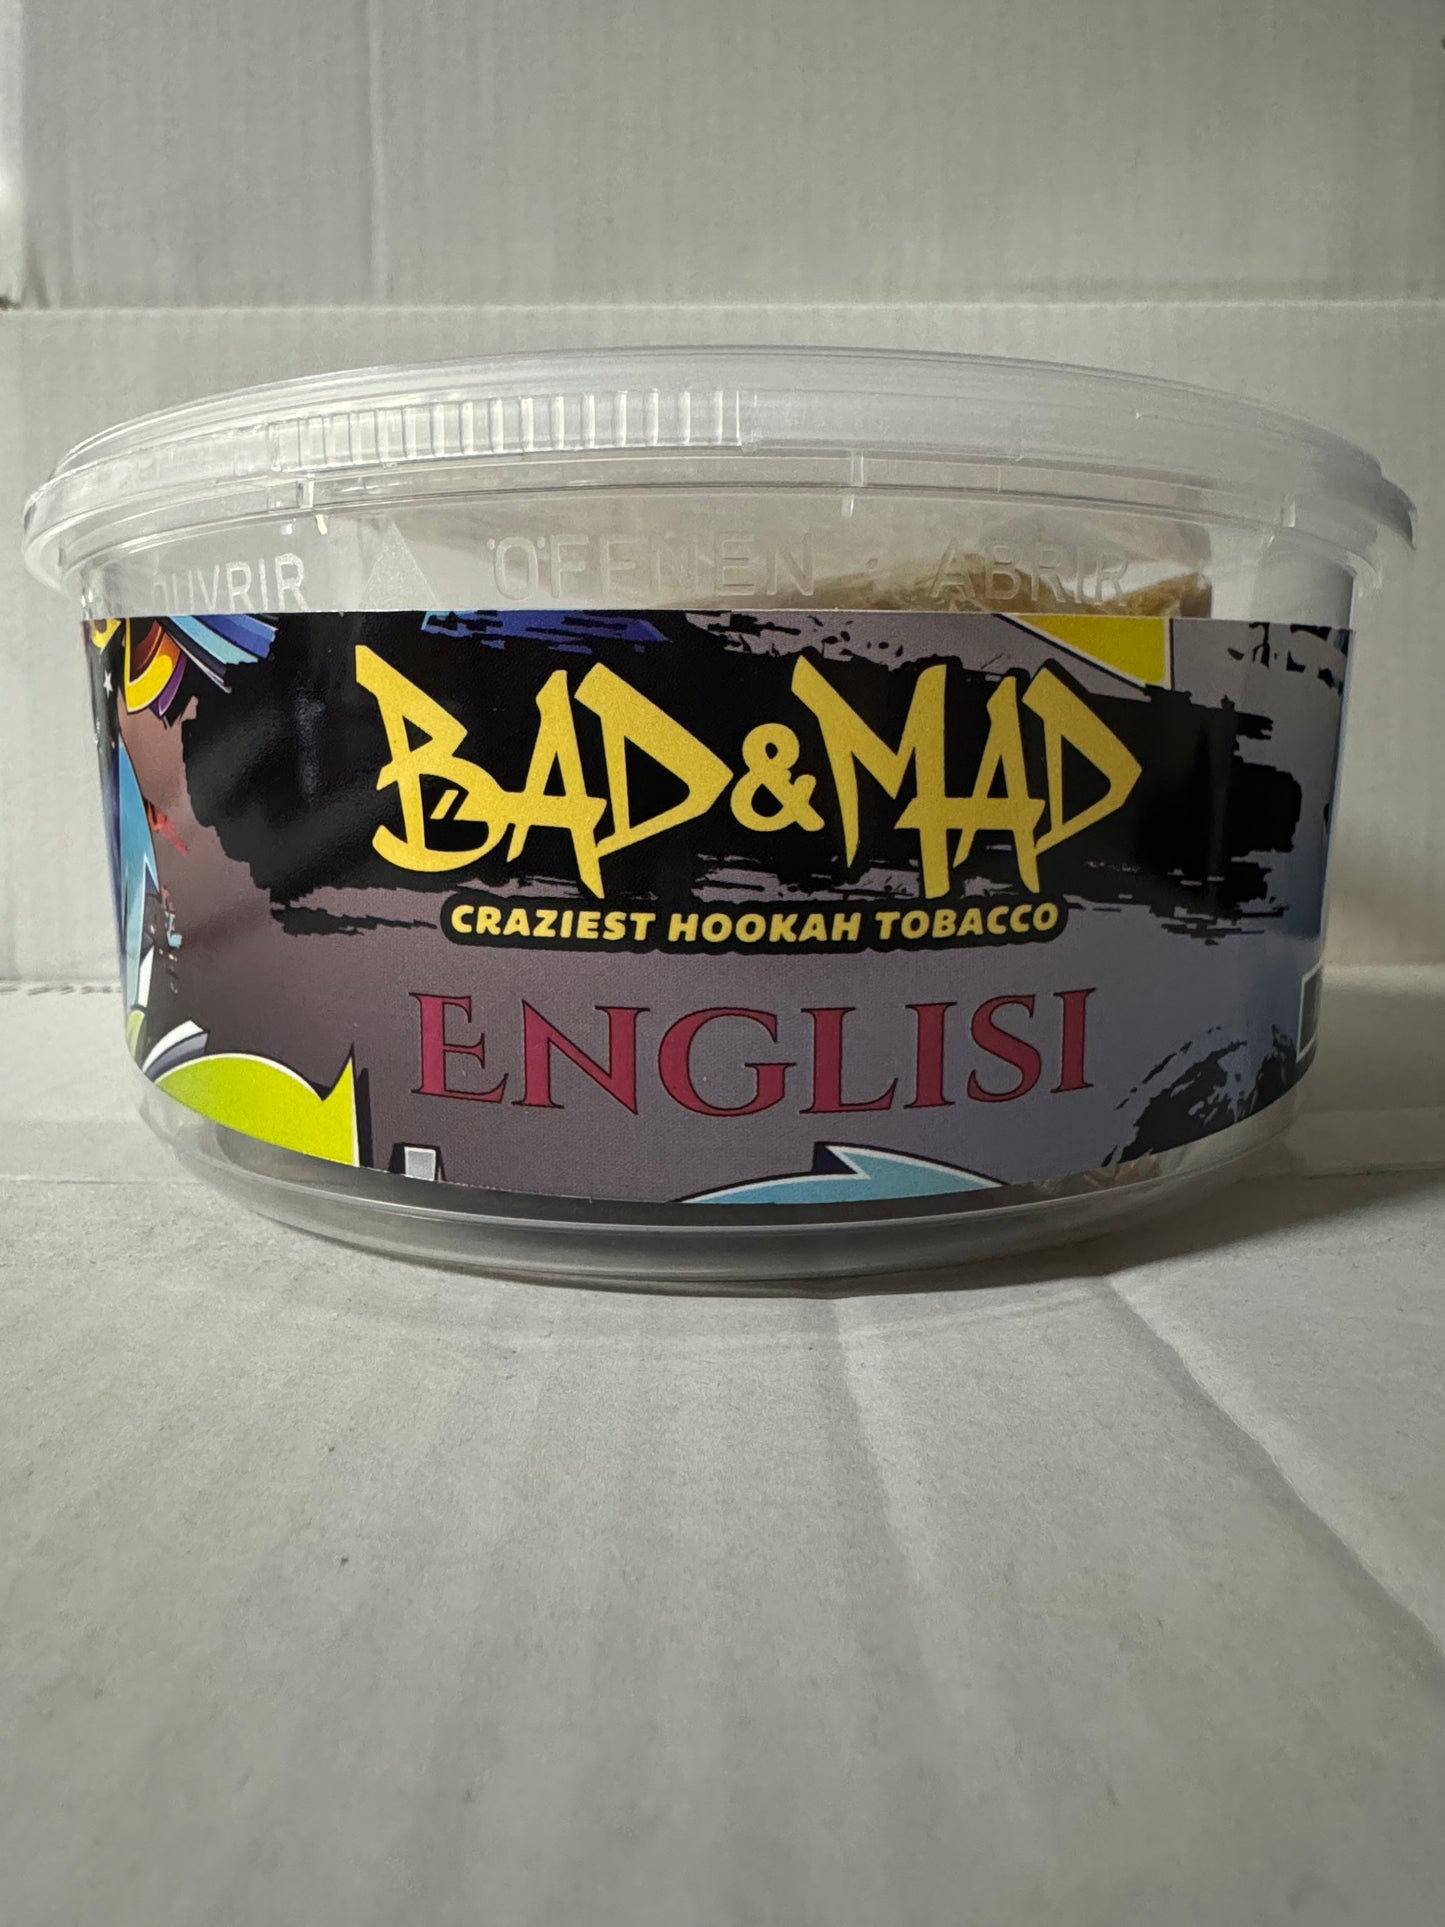 OUVRIR ÖFFNEN · ABRIR
BAD&MAD
CRAZIEST HOOKAH TOBACCO
ENGLISI